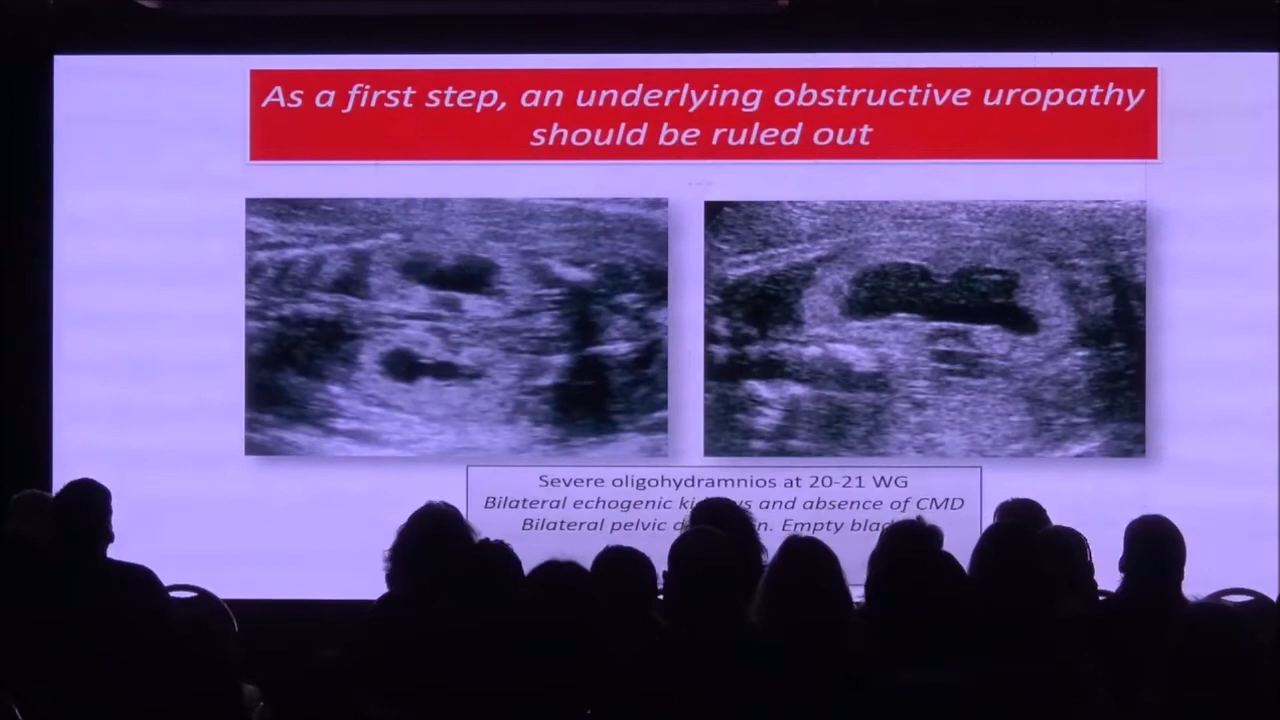 As a first step, an underlying obstructive uropathy
should be ruled out
Severe oligohydramnios at 20-21 WG
Bilateral echogenic and absence of CMD
Bilateral pelvic Empty